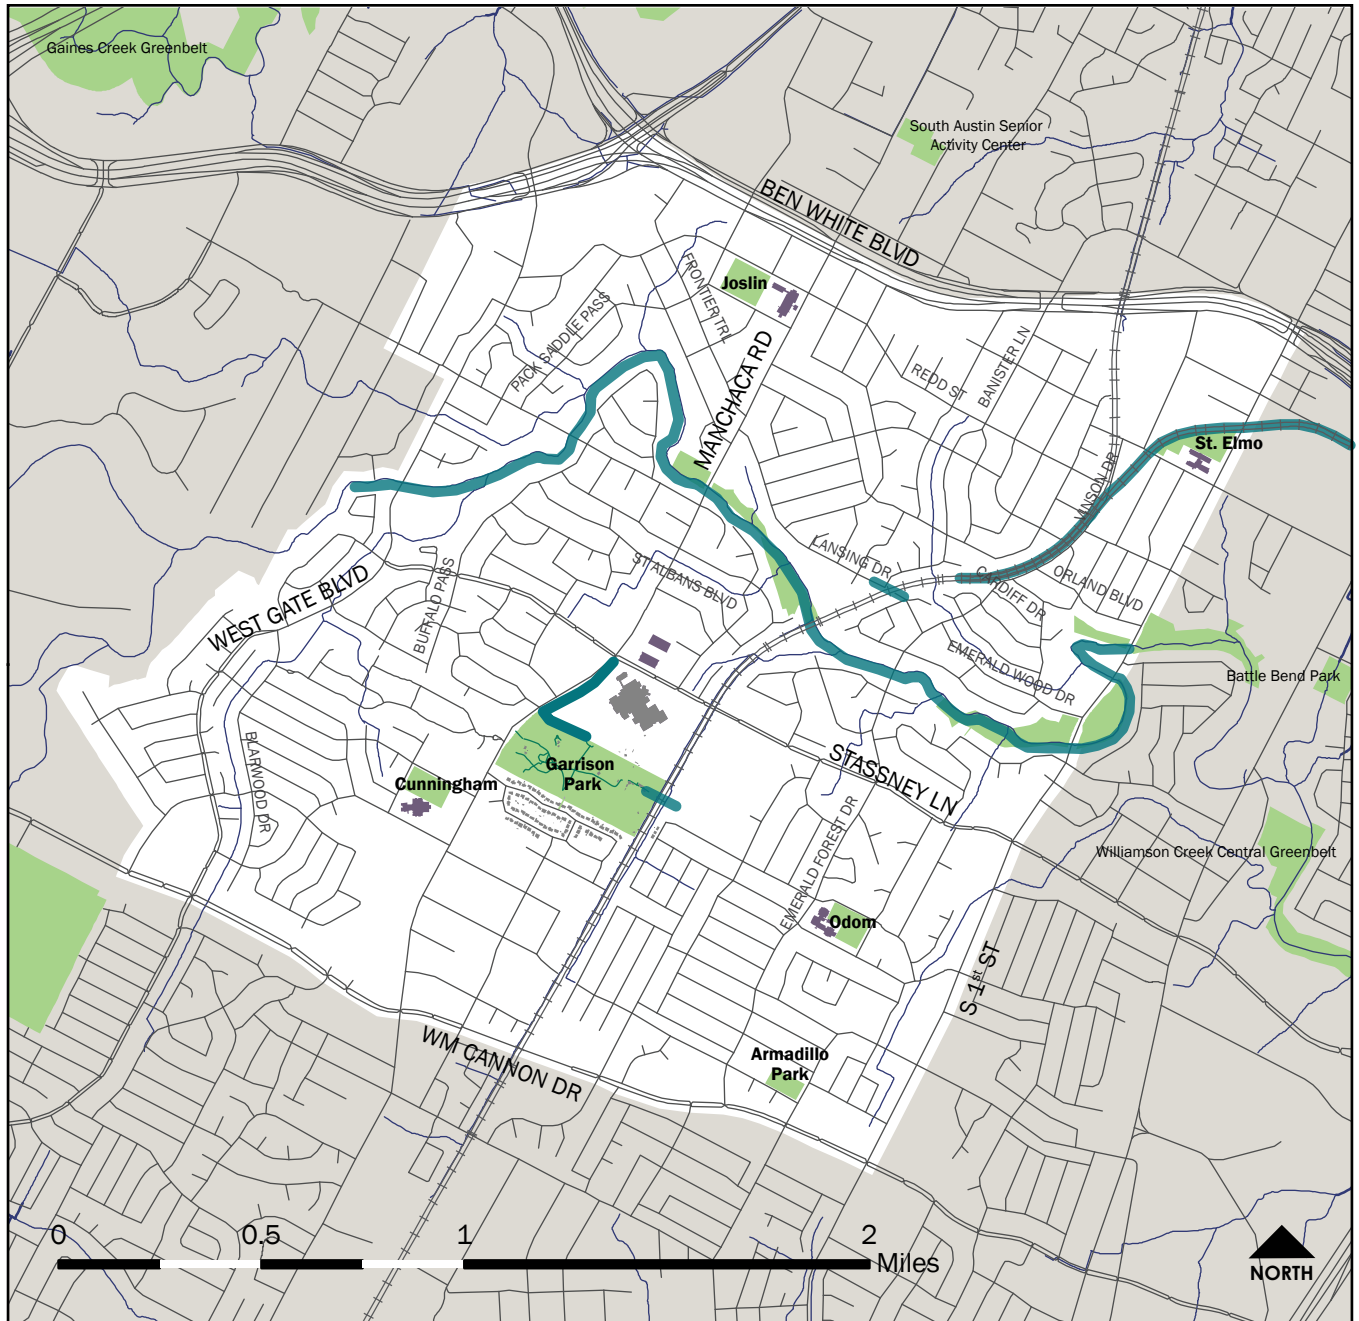 Gaines Creek Greenbelt
South Austin Senior
Activity Center
BEN WHITE BLVD
Joslin
FRONTIER TRL
PACK SADDLE PASS
MANCHACA RD
REDD ST
BANISTER LN
St. Elmo
VINSON DR
LANSING DR
CARDIFF DR
ORLAND BLVD
ST ALBANS BLVD
WEST GATE BLVD
BUFFALO PASS
EMERALD WOOD DR
Battle Bend Park
BLARWOOD DR
Garrison
Park
Cunningham
STASSNEY LN
Williamson Creek Central Greenbelt
EMERALD FOREST DR
Odom
S 1st ST
WM CANNON DR
Armadillo
Park
0 0.5 1 2
Miles
NORTH